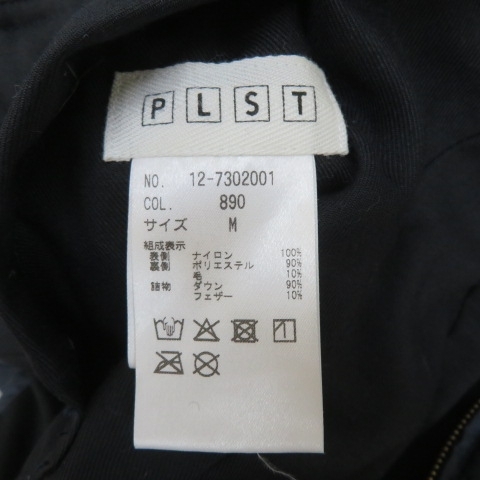 PLST
NO. 12-7302001
COL. 890
サイズ M
組成表示
表側 ナイロン 100%
裏側 ポリエステル 90%
毛 10%
詰物 ダウン 90%
フェザー 10%